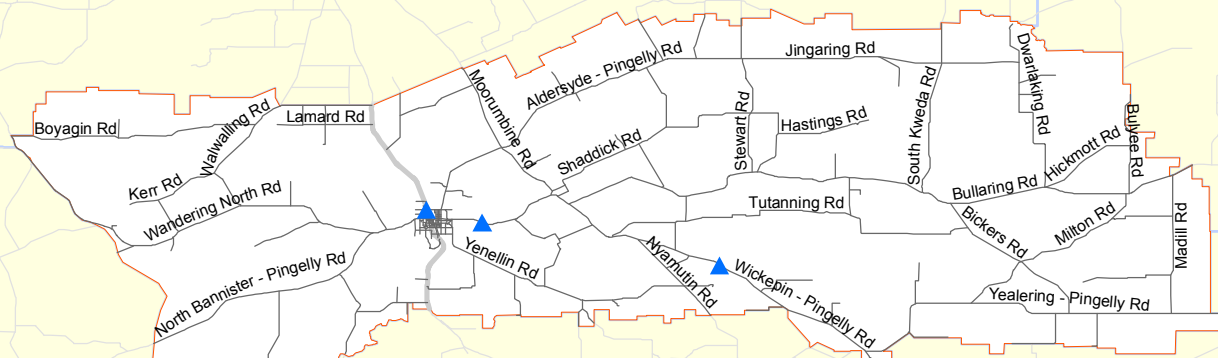 Jingaring Rd
Dwarlaking Rd
Aldersyde - Pingelly Rd
Moorumbine Rd
South Kweda Rd
Stewart Rd
Hastings Rd
Bulyee Rd
Walwalling Rd
Lamard Rd
Boyagin Rd
Shaddick Rd
Hickmott Rd
Kerr Rd
Bullaring Rd
Wandering North Rd
Tutanning Rd
Bickers Rd
Milton Rd
Madill Rd
Yenellin Rd
Nyamutin Rd
North Bannister - Pingelly Rd
Wickepin - Pingelly Rd
Yealering - Pingelly Rd